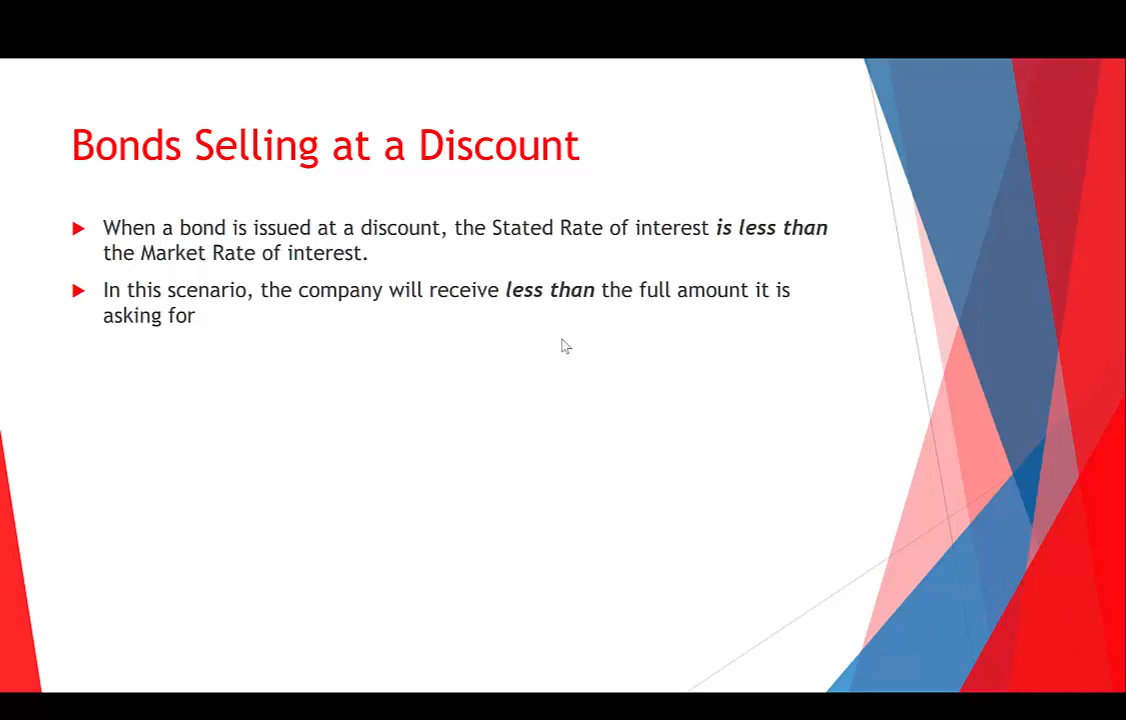 Bonds Selling at a Discount
When a bond is issued at a discount, the Stated Rate of interest is less than
the Market Rate of interest.
In this scenario, the company will receive less than the full amount it is
asking for